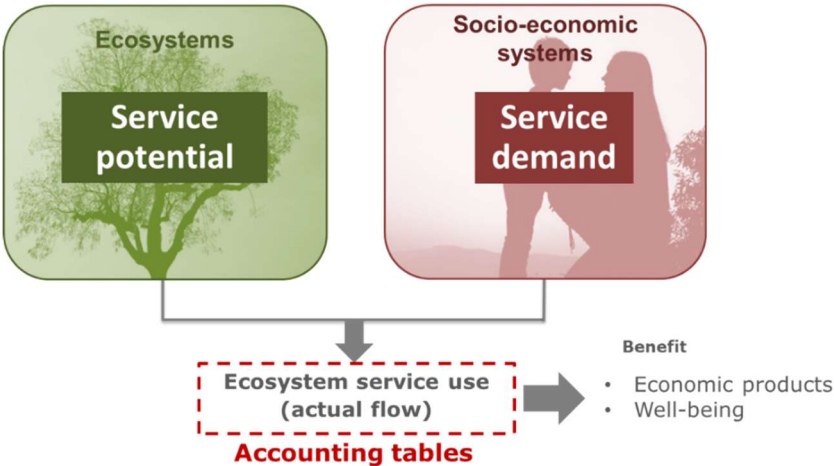 Ecosystems
Service
potential
Socio-economic
systems
Service
demand
Ecosystem service use
(actual flow)
Accounting tables
Benefit
• Economic products
• Well-being